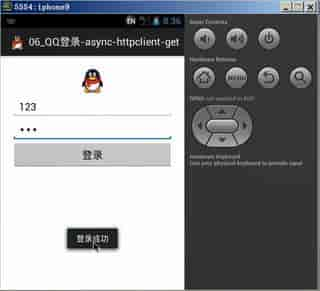 5554:iphone9
EN
8:36
06_QQ登录-async-httpclient-get
123
•••
登录
登录成功
Basic Controls
Hardware Buttons
MENU
DPAD not enabled in AVD
Hardware Keyboard
Use your physical keyboard to provide input